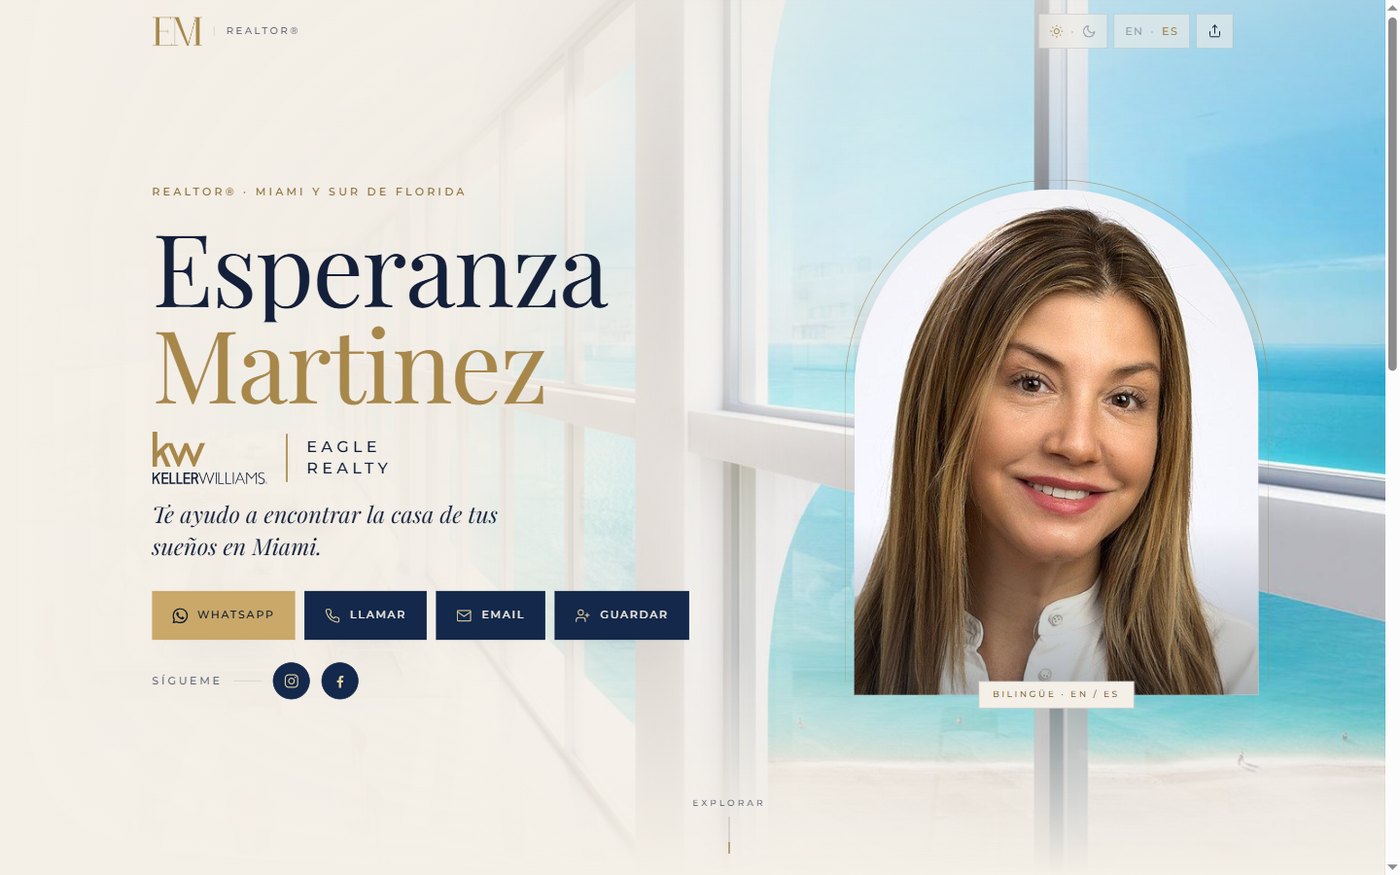 EM REALTOR®
EN · ES
REALTOR® · MIAMI Y SUR DE FLORIDA
Esperanza
Martinez
kw
KELLERWILLIAMS.
EAGLE
REALTY
Te ayudo a encontrar la casa de tus
sueños en Miami.
WHATSAPP
LLAMAR
EMAIL
GUARDAR
SÍGUEME
BILINGÜE · EN / ES
EXPLORAR